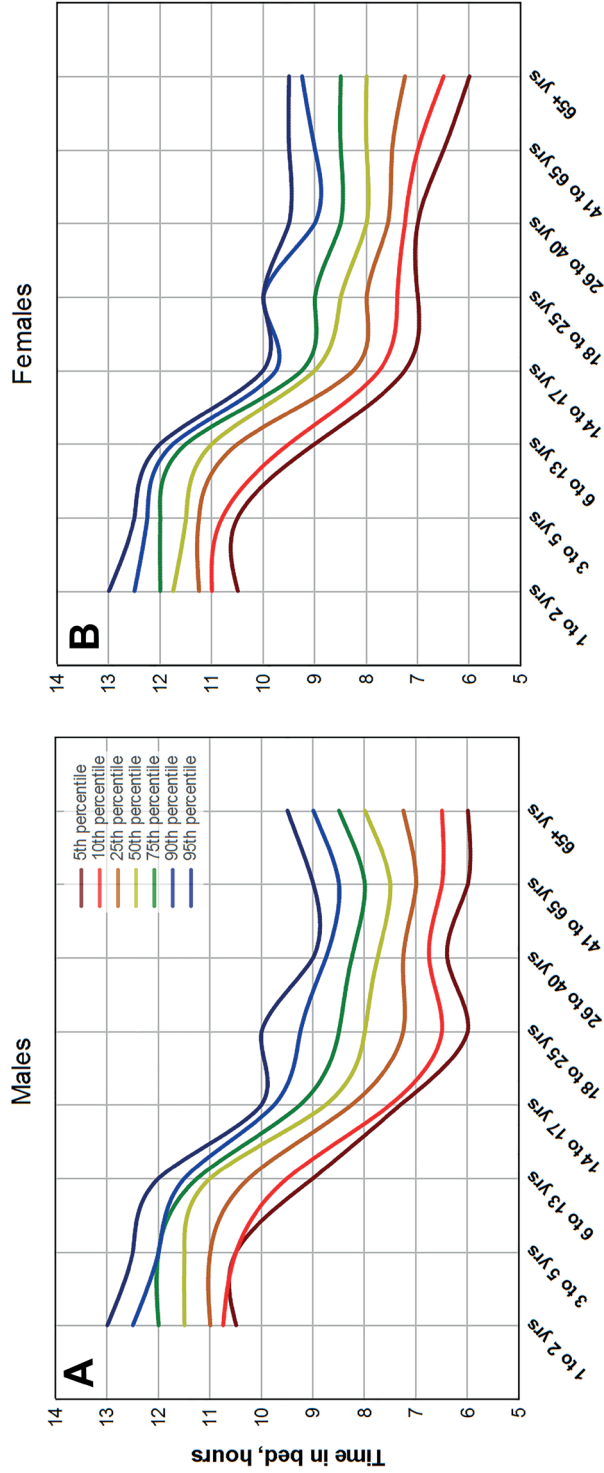 Males
A
Time in bed, hours
14
13
12
11
10
9
8
7
6
5
5th percentile
10th percentile
25th percentile
50th percentile
75th percentile
90th percentile
95th percentile
1 to 2 yrs
3 to 5 yrs
6 to 13 yrs
14 to 17 yrs
18 to 25 yrs
26 to 40 yrs
41 to 65 yrs
65+ yrs
Females
B
14
13
12
11
10
9
8
7
6
5
1 to 2 yrs
3 to 5 yrs
6 to 13 yrs
14 to 17 yrs
18 to 25 yrs
26 to 40 yrs
41 to 65 yrs
65+ yrs